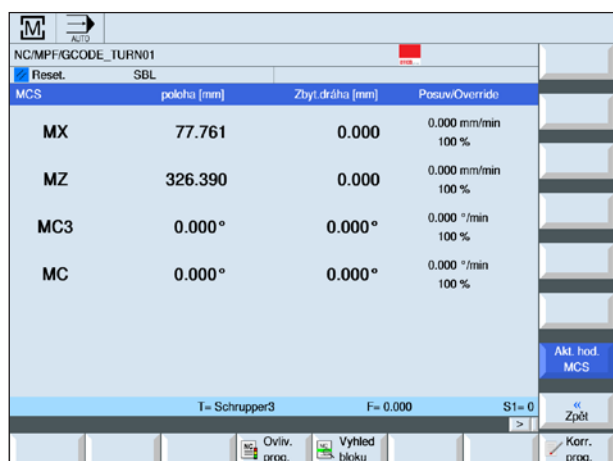 M
AUTO
NC/MPF/GCODE_TURN01
Reset. SBL
MCS poloha [mm] Zbyt.dráha [mm] Posuv/Override
MX 77.761 0.000 0.000 mm/min
100 %
MZ 326.390 0.000 0.000 mm/min
100 %
MC3 0.000° 0.000° 0.000 °/min
100 %
MC 0.000° 0.000° 0.000 °/min
100 %
Akt. hod.
MCS
T= Schrupper3 F= 0.000 S1= 0
«
Zpět
>
NC
Ovliv.
prog.
Vyhled
bloku
Korr.
prog.